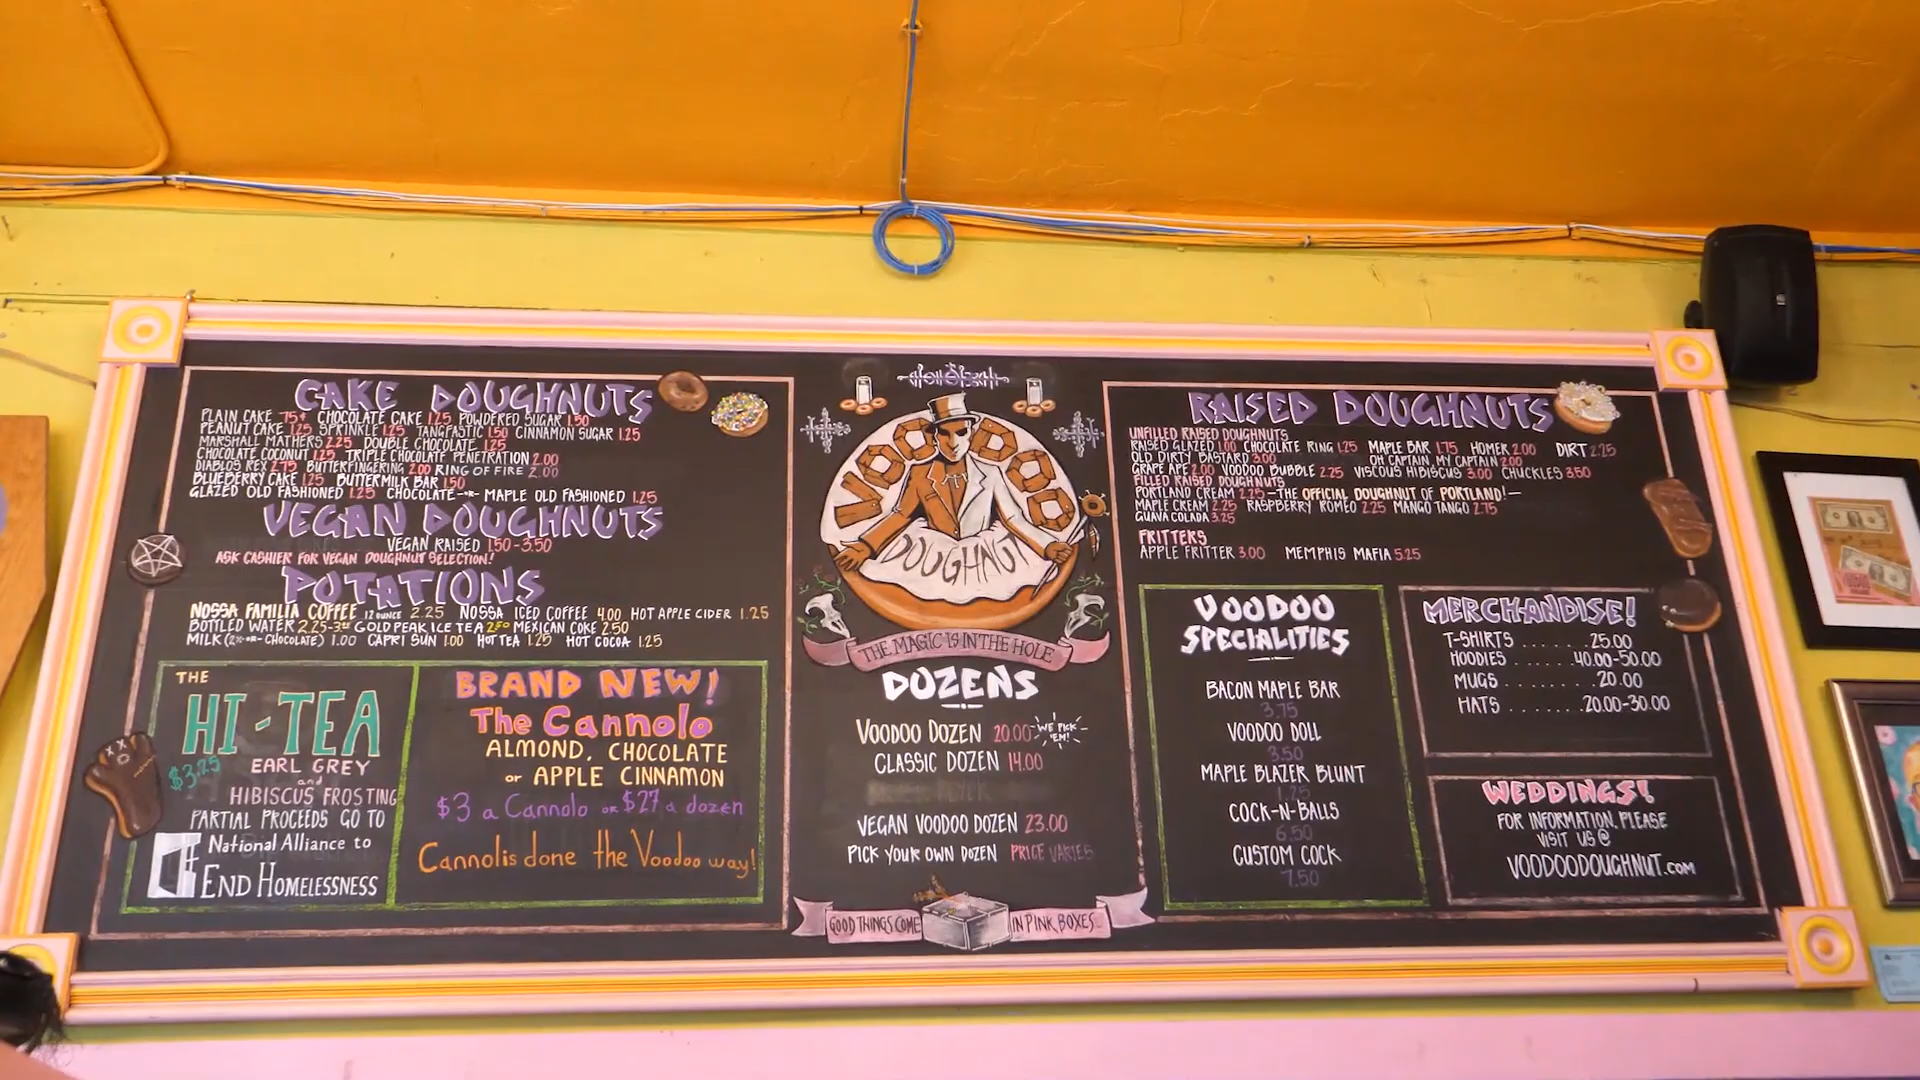 CAKE DOUGHNUTS
PLAIN CAKE 75¢ CHOCOLATE CAKE 1.25 POWDERED SUGAR 1.50
PEANUT CAKE 1.25 SPRINKLE 1.25 TANGFASTIC 1.50 CINNAMON SUGAR 1.25
MARSHALL MATHERS 2.25 DOUBLE CHOCOLATE 1.25
CHOCOLATE COCONUT 1.25 TRIPLE CHOCOLATE PENETRATION 2.00
DIABLOS REX 2.75 BUTTERFINGERING 2.00 RING OF FIRE 2.00
BLUEBERRY CAKE 1.25 BUTTERMILK BAR 1.50
GLAZED OLD FASHIONED 1.25 CHOCOLATE -OR- MAPLE OLD FASHIONED 1.25
VEGAN DOUGHNUTS
VEGAN RAISED 1.50-3.50
ASK CASHIER FOR VEGAN DOUGHNUT SELECTION!
POTATIONS
NOSSA FAMILIA COFFEE 12 OUNCE 2.25 NOSSA ICED COFFEE 4.00 HOT APPLE CIDER 1.25
BOTTLED WATER 2.25-3 GOLD PEAK ICE TEA 2.50 MEXICAN COKE 2.50
MILK (2% -OR- CHOCOLATE) 1.00 CAPRI SUN 1.00 HOT TEA 1.25 HOT COCOA 1.25
THE
HI-TEA
$3.25
EARL GREY
and
HIBISCUS FROSTING
PARTIAL PROCEEDS GO TO
National Alliance to
END HOMELESSNESS
BRAND NEW!
The Cannolo
ALMOND, CHOCOLATE
or APPLE CINNAMON
$3 a Cannolo or $27 a dozen
Cannolis done the Voodoo way!
VOODOO
DOUGHNUT
THE MAGIC IS IN THE HOLE
DOZENS
VOODOO DOZEN 20.00 WE PICK 'EM!
CLASSIC DOZEN 14.00
VEGAN VOODOO DOZEN 23.00
PICK YOUR OWN DOZEN PRICE VARIES
GOOD THINGS COME IN PINK BOXES
RAISED DOUGHNUTS
UNFILLED RAISED DOUGHNUTS
RAISED GLAZED 1.00 CHOCOLATE RING 1.25 MAPLE BAR 1.75 HOMER 2.00 DIRT 2.25
OLD DIRTY BASTARD 3.00 OH CAPTAIN, MY CAPTAIN 2.00
GRAPE APE 2.00 VOODOO BUBBLE 2.25 VISCOUS HIBISCUS 3.00 CHUCKLES 3.50
FILLED RAISED DOUGHNUTS
PORTLAND CREAM 2.25 -THE OFFICIAL DOUGHNUT OF PORTLAND!-
MAPLE CREAM 2.25 RASPBERRY ROMEO 2.25 MANGO TANGO 2.75
GUAVA COLADA 3.25
FRITTERS
APPLE FRITTER 3.00 MEMPHIS MAFIA 5.25
VOODOO
SPECIALITIES
BACON MAPLE BAR
3.75
VOODOO DOLL
3.50
MAPLE BLAZER BLUNT
1.25
COCK-N-BALLS
6.50
CUSTOM COCK
7.50
MERCHANDISE!
T-SHIRTS ...... 25.00
HOODIES ...... 40.00-50.00
MUGS ........ 20.00
HATS ....... 20.00-30.00
WEDDINGS!
FOR INFORMATION, PLEASE
VISIT US @
VOODOODOUGHNUT.COM